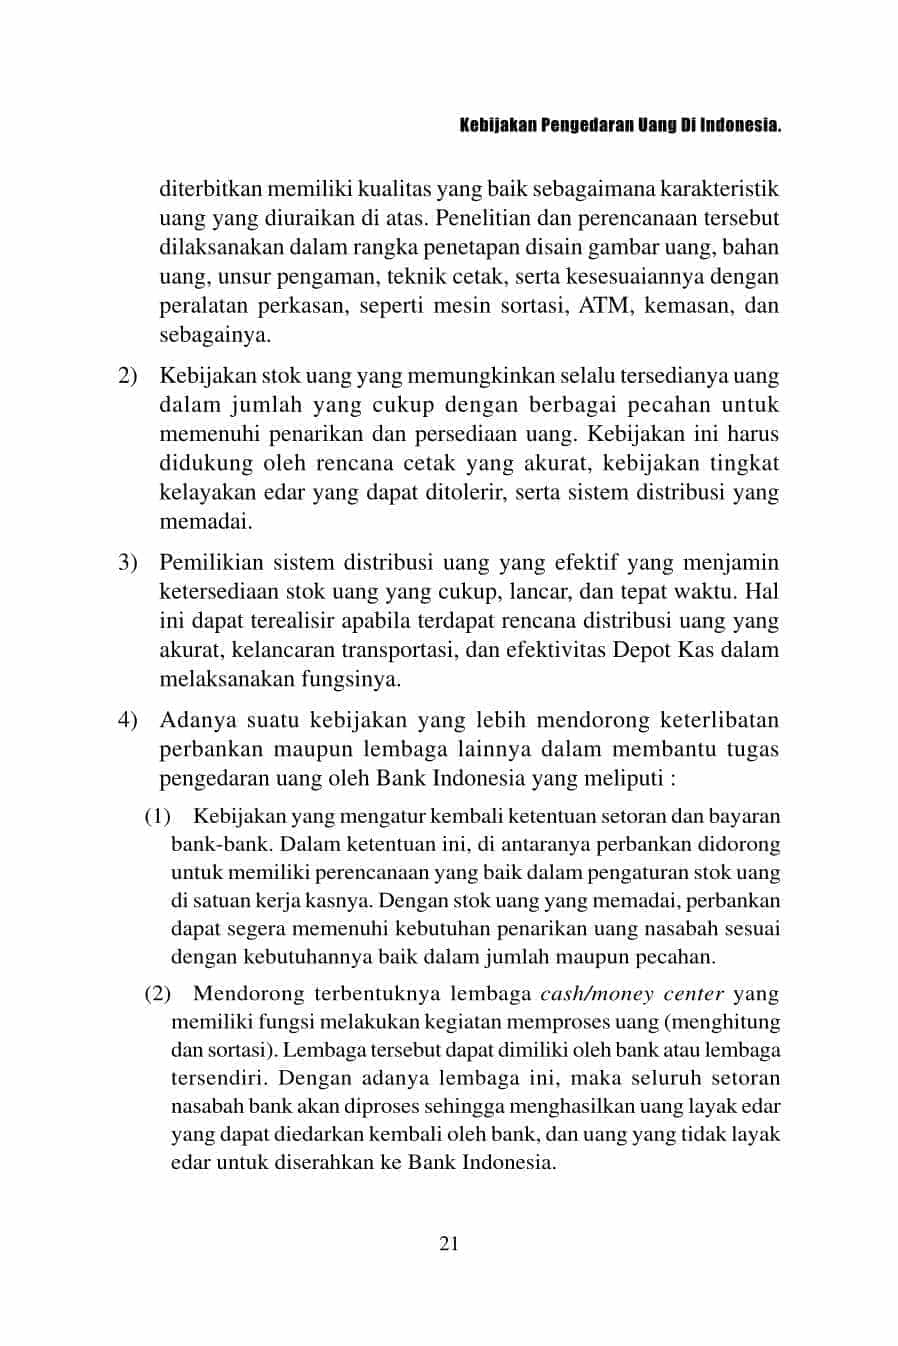 Kebijakan Pengedaran Uang Di Indonesia.
diterbitkan memiliki kualitas yang baik sebagaimana karakteristik
uang yang diuraikan di atas. Penelitian dan perencanaan tersebut
dilaksanakan dalam rangka penetapan disain gambar uang, bahan
uang, unsur pengaman, teknik cetak, serta kesesuaiannya dengan
peralatan perkasan, seperti mesin sortasi, ATM, kemasan, dan
sebagainya.
2) Kebijakan stok uang yang memungkinkan selalu tersedianya uang
dalam jumlah yang cukup dengan berbagai pecahan untuk
memenuhi penarikan dan persediaan uang. Kebijakan ini harus
didukung oleh rencana cetak yang akurat, kebijakan tingkat
kelayakan edar yang dapat ditolerir, serta sistem distribusi yang
memadai.
3) Pemilikian sistem distribusi uang yang efektif yang menjamin
ketersediaan stok uang yang cukup, lancar, dan tepat waktu. Hal
ini dapat terealisir apabila terdapat rencana distribusi uang yang
akurat, kelancaran transportasi, dan efektivitas Depot Kas dalam
melaksanakan fungsinya.
4) Adanya suatu kebijakan yang lebih mendorong keterlibatan
perbankan maupun lembaga lainnya dalam membantu tugas
pengedaran uang oleh Bank Indonesia yang meliputi :
(1) Kebijakan yang mengatur kembali ketentuan setoran dan bayaran
bank-bank. Dalam ketentuan ini, di antaranya perbankan didorong
untuk memiliki perencanaan yang baik dalam pengaturan stok uang
di satuan kerja kasnya. Dengan stok uang yang memadai, perbankan
dapat segera memenuhi kebutuhan penarikan uang nasabah sesuai
dengan kebutuhannya baik dalam jumlah maupun pecahan.
(2) Mendorong terbentuknya lembaga cash/money center yang
memiliki fungsi melakukan kegiatan memproses uang (menghitung
dan sortasi). Lembaga tersebut dapat dimiliki oleh bank atau lembaga
tersendiri. Dengan adanya lembaga ini, maka seluruh setoran
nasabah bank akan diproses sehingga menghasilkan uang layak edar
yang dapat diedarkan kembali oleh bank, dan uang yang tidak layak
edar untuk diserahkan ke Bank Indonesia.
21